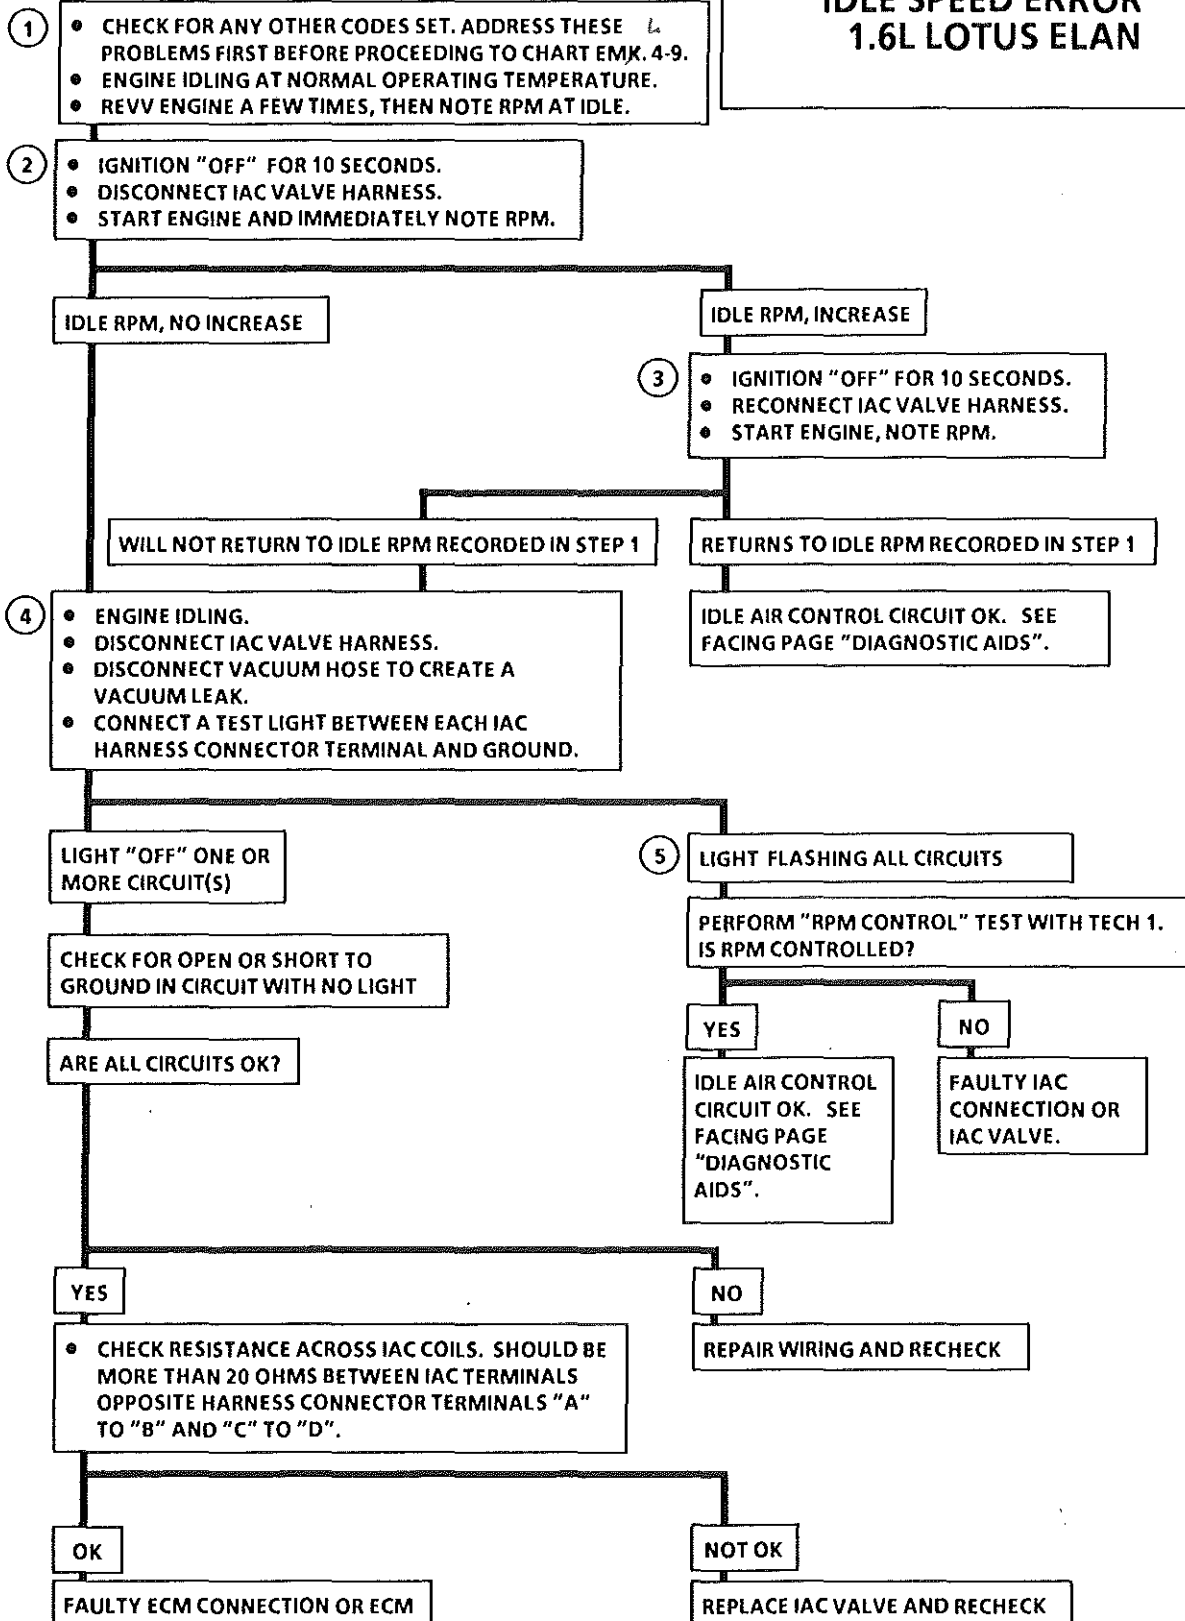 IDLE SPEED ERROR
1.6L LOTUS ELAN
1
• CHECK FOR ANY OTHER CODES SET. ADDRESS THESE
PROBLEMS FIRST BEFORE PROCEEDING TO CHART EMK. 4-9.
• ENGINE IDLING AT NORMAL OPERATING TEMPERATURE.
• REVV ENGINE A FEW TIMES, THEN NOTE RPM AT IDLE.
2
• IGNITION "OFF" FOR 10 SECONDS.
• DISCONNECT IAC VALVE HARNESS.
• START ENGINE AND IMMEDIATELY NOTE RPM.
IDLE RPM, NO INCREASE
IDLE RPM, INCREASE
3
• IGNITION "OFF" FOR 10 SECONDS.
• RECONNECT IAC VALVE HARNESS.
• START ENGINE, NOTE RPM.
WILL NOT RETURN TO IDLE RPM RECORDED IN STEP 1
RETURNS TO IDLE RPM RECORDED IN STEP 1
IDLE AIR CONTROL CIRCUIT OK. SEE
FACING PAGE "DIAGNOSTIC AIDS".
4
• ENGINE IDLING.
• DISCONNECT IAC VALVE HARNESS.
• DISCONNECT VACUUM HOSE TO CREATE A
VACUUM LEAK.
• CONNECT A TEST LIGHT BETWEEN EACH IAC
HARNESS CONNECTOR TERMINAL AND GROUND.
LIGHT "OFF" ONE OR
MORE CIRCUIT(S)
5
LIGHT FLASHING ALL CIRCUITS
CHECK FOR OPEN OR SHORT TO
GROUND IN CIRCUIT WITH NO LIGHT
PERFORM "RPM CONTROL" TEST WITH TECH 1.
IS RPM CONTROLLED?
ARE ALL CIRCUITS OK?
YES
NO
IDLE AIR CONTROL
CIRCUIT OK. SEE
FACING PAGE
"DIAGNOSTIC
AIDS".
FAULTY IAC
CONNECTION OR
IAC VALVE.
YES
NO
• CHECK RESISTANCE ACROSS IAC COILS. SHOULD BE
MORE THAN 20 OHMS BETWEEN IAC TERMINALS
OPPOSITE HARNESS CONNECTOR TERMINALS "A"
TO "B" AND "C" TO "D".
REPAIR WIRING AND RECHECK
OK
NOT OK
FAULTY ECM CONNECTION OR ECM
REPLACE IAC VALVE AND RECHECK